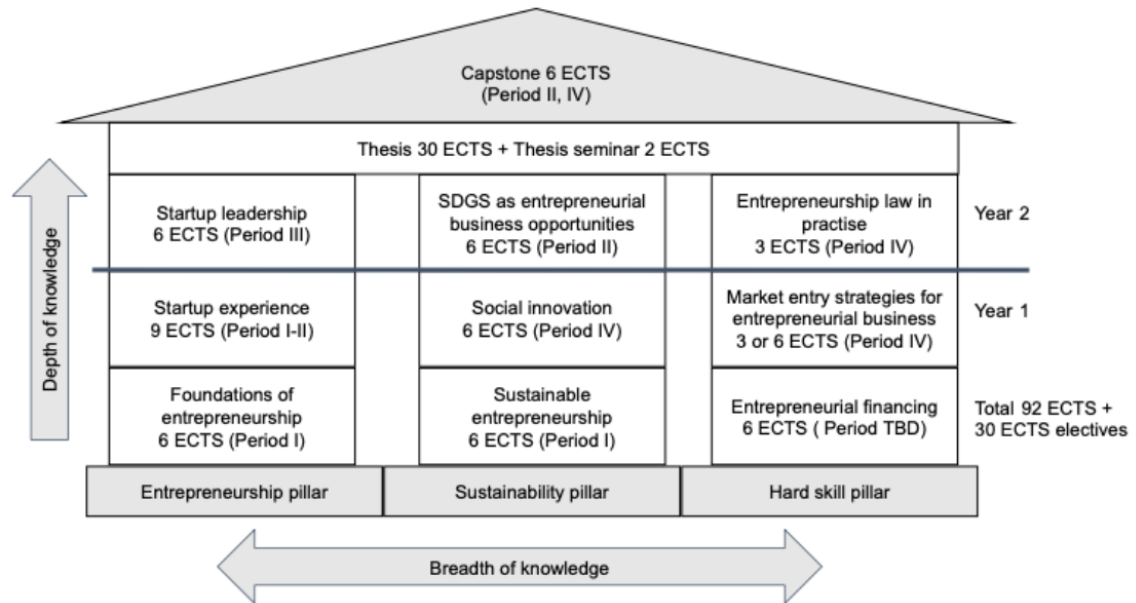 Capstone 6 ECTS
(Period II, IV)
Thesis 30 ECTS + Thesis seminar 2 ECTS
Startup leadership
6 ECTS (Period III)
SDGS as entrepreneurial
business opportunities
6 ECTS (Period II)
Entrepreneurship law in
practise
3 ECTS (Period IV)
Year 2
Startup experience
9 ECTS (Period I-II)
Social innovation
6 ECTS (Period IV)
Market entry strategies for
entrepreneurial business
3 or 6 ECTS (Period IV)
Year 1
Foundations of
entrepreneurship
6 ECTS (Period I)
Sustainable
entrepreneurship
6 ECTS (Period I)
Entrepreneurial financing
6 ECTS ( Period TBD)
Total 92 ECTS +
30 ECTS electives
Depth of knowledge
Entrepreneurship pillar
Sustainability pillar
Hard skill pillar
Breadth of knowledge